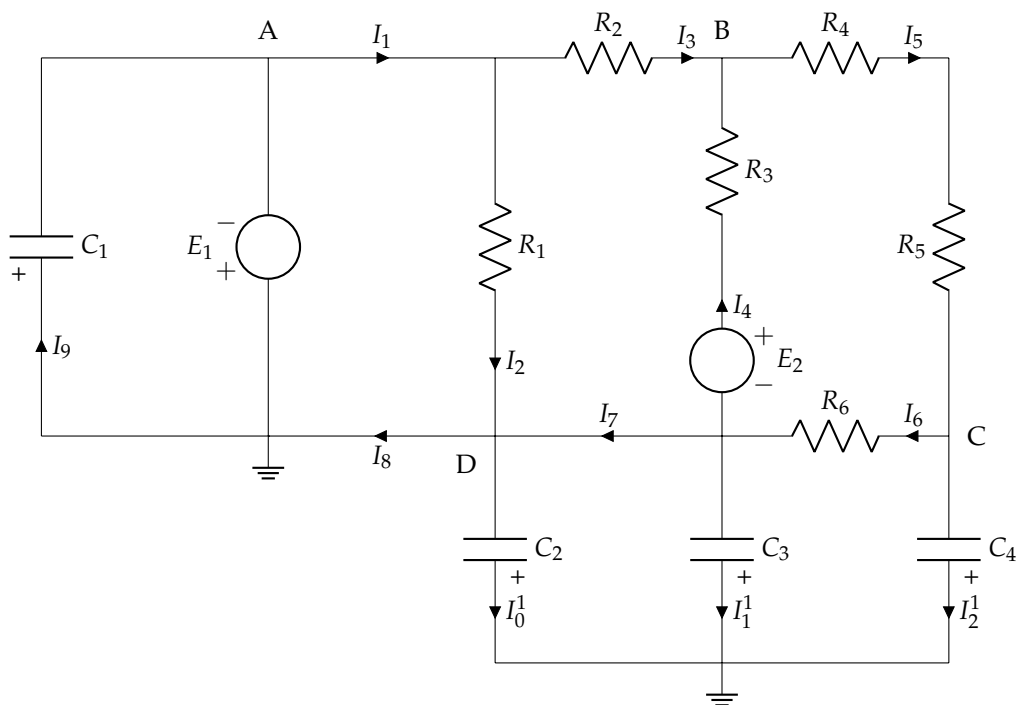 A
I₁
R₂
I₃
B
R₄
I₅
R₃
− E₁ +
C₁ +
R₁
R₅
I₄
I₉
I₂
+ E₂ −
R₆
I₇
I₆
C
I₈
D
C₂ +
C₃ +
C₄ +
I₀¹
I₁¹
I₂¹